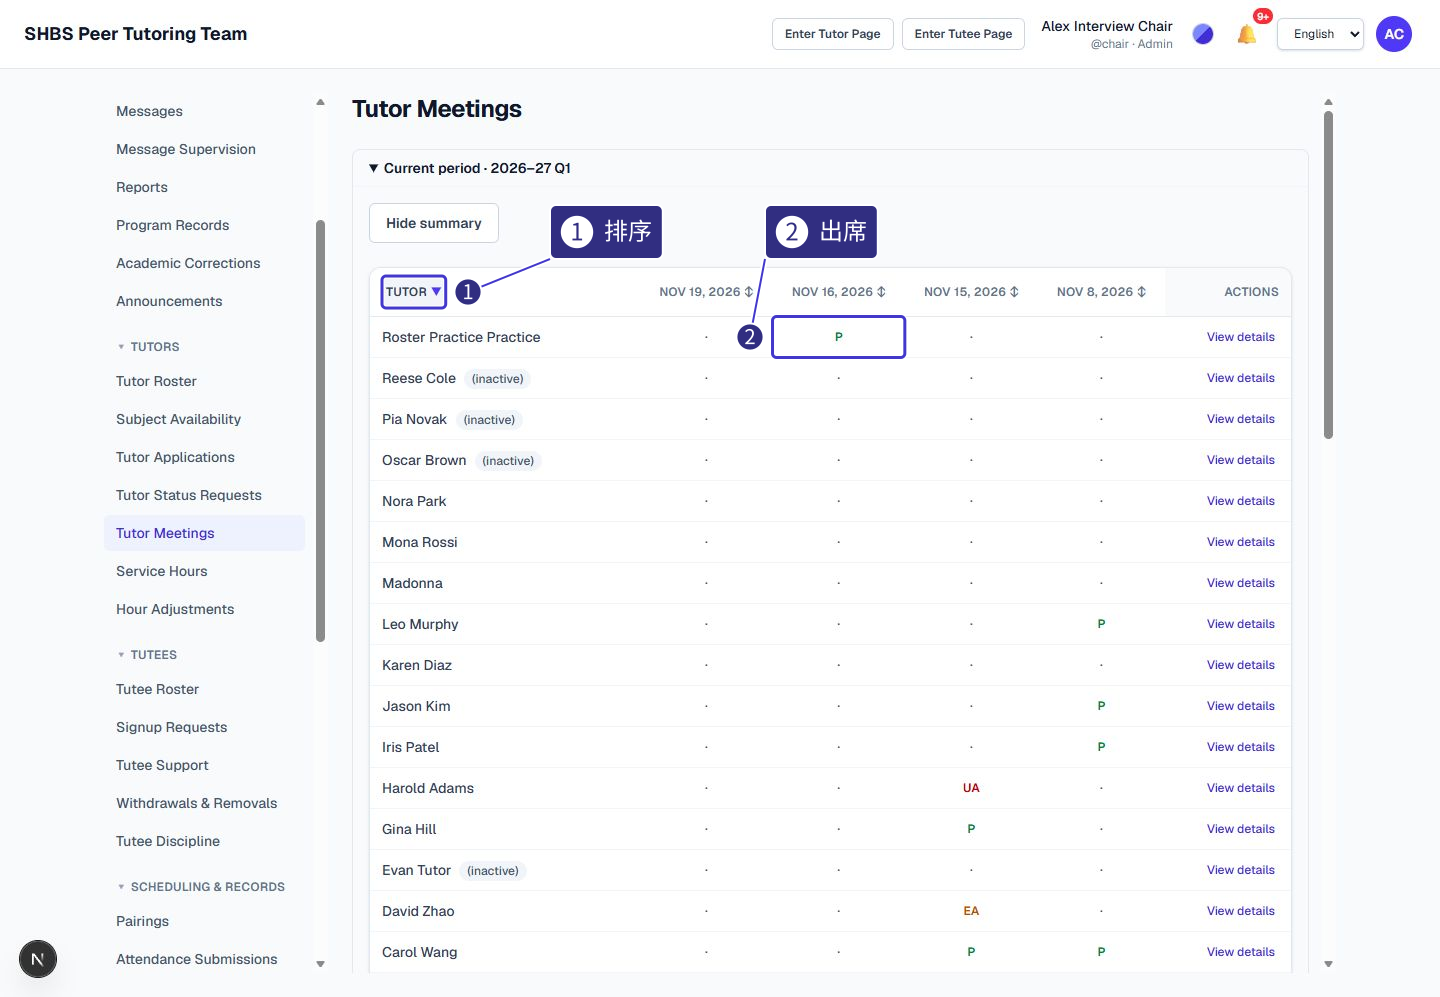 SHBS Peer Tutoring Team
Enter Tutor Page
Enter Tutee Page
Alex Interview Chair
@chair · Admin
9+
English
AC
Messages
Message Supervision
Reports
Program Records
Academic Corrections
Announcements
TUTORS
Tutor Roster
Subject Availability
Tutor Applications
Tutor Status Requests
Tutor Meetings
Service Hours
Hour Adjustments
TUTEES
Tutee Roster
Signup Requests
Tutee Support
Withdrawals & Removals
Tutee Discipline
SCHEDULING & RECORDS
Pairings
Attendance Submissions
N
Tutor Meetings
▼ Current period · 2026–27 Q1
Hide summary
1 排序
2 出席
TUTOR ▼ 1 NOV 19, 2026 NOV 16, 2026 NOV 15, 2026 NOV 8, 2026 ACTIONS
Roster Practice Practice · 2 P · · View details
Reese Cole (inactive) · · · · View details
Pia Novak (inactive) · · · · View details
Oscar Brown (inactive) · · · · View details
Nora Park · · · · View details
Mona Rossi · · · · View details
Madonna · · · · View details
Leo Murphy · · · P View details
Karen Diaz · · · · View details
Jason Kim · · · P View details
Iris Patel · · · P View details
Harold Adams · · UA · View details
Gina Hill · · P · View details
Evan Tutor (inactive) · · · · View details
David Zhao · · EA · View details
Carol Wang · · P P View details